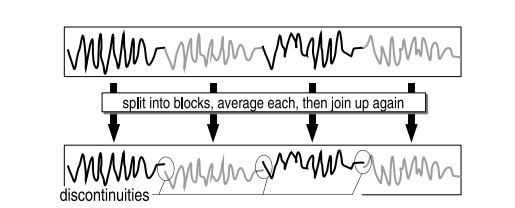 split into blocks, average each, then join up again
discontinuities